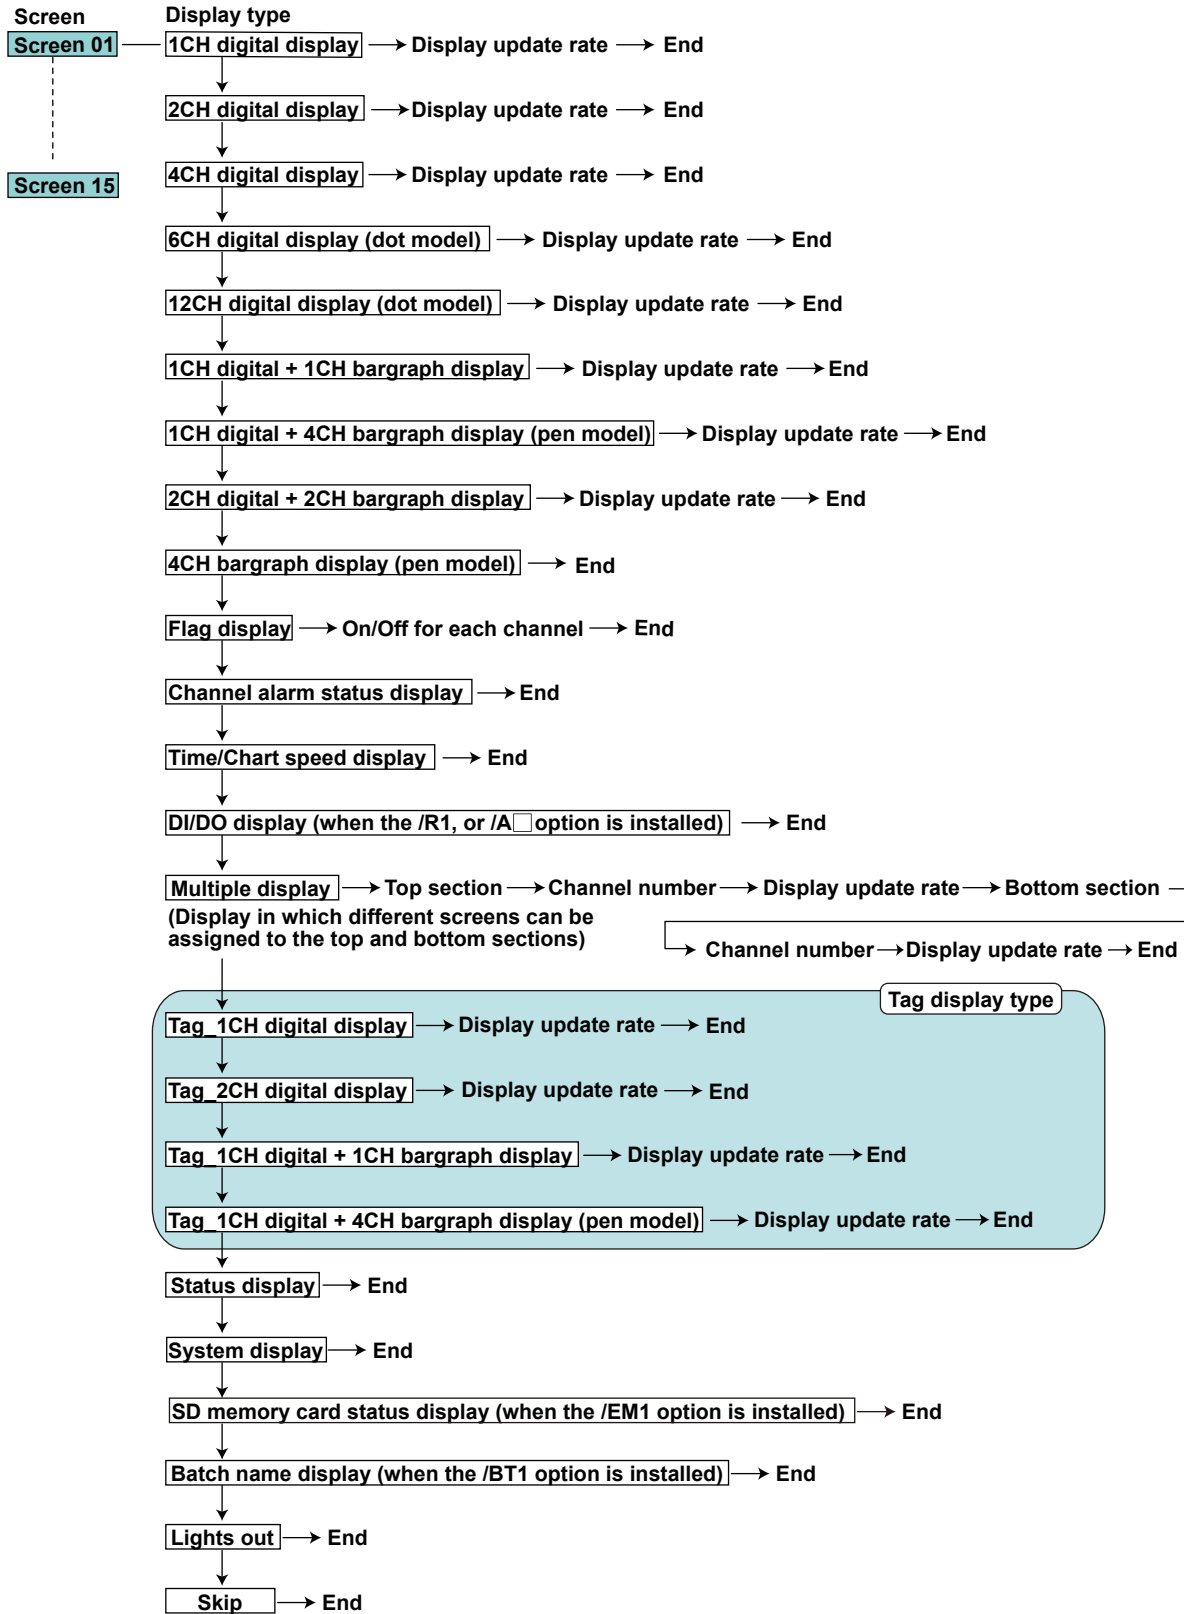 Screen Display type
Screen 01 1CH digital display Display update rate End
2CH digital display Display update rate End
Screen 15 4CH digital display Display update rate End
6CH digital display (dot model) Display update rate End
12CH digital display (dot model) Display update rate End
1CH digital + 1CH bargraph display Display update rate End
1CH digital + 4CH bargraph display (pen model) Display update rate End
2CH digital + 2CH bargraph display Display update rate End
4CH bargraph display (pen model) End
Flag display On/Off for each channel End
Channel alarm status display End
Time/Chart speed display End
DI/DO display (when the /R1, or /A□ option is installed) End
Multiple display Top section Channel number Display update rate Bottom section
(Display in which different screens can be
assigned to the top and bottom sections)
Channel number Display update rate End
Tag display type
Tag_1CH digital display Display update rate End
Tag_2CH digital display Display update rate End
Tag_1CH digital + 1CH bargraph display Display update rate End
Tag_1CH digital + 4CH bargraph display (pen model) Display update rate End
Status display End
System display End
SD memory card status display (when the /EM1 option is installed) End
Batch name display (when the /BT1 option is installed) End
Lights out End
Skip End